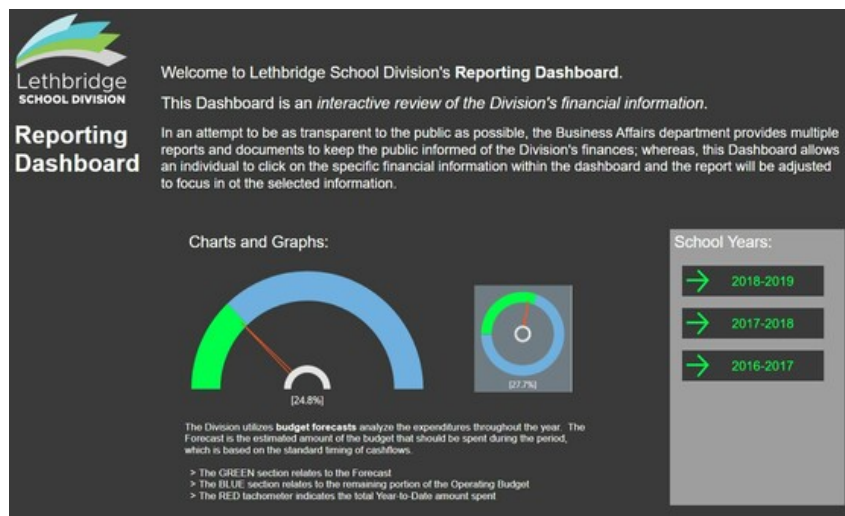 Lethbridge
SCHOOL DIVISION
Reporting
Dashboard
Welcome to Lethbridge School Division's Reporting Dashboard.
This Dashboard is an interactive review of the Division's financial information.
In an attempt to be as transparent to the public as possible, the Business Affairs department provides multiple
reports and documents to keep the public informed of the Division's finances; whereas, this Dashboard allows
an individual to click on the specific financial information within the dashboard and the report will be adjusted
to focus in ot the selected information.
Charts and Graphs:
[24.8%]
[27.7%]
The Division utilizes budget forecasts analyze the expenditures throughout the year. The
Forecast is the estimated amount of the budget that should be spent during the period,
which is based on the standard timing of cashflows.
> The GREEN section relates to the Forecast
> The BLUE section relates to the remaining portion of the Operating Budget
> The RED tachometer indicates the total Year-to-Date amount spent
School Years:
2018-2019
2017-2018
2016-2017